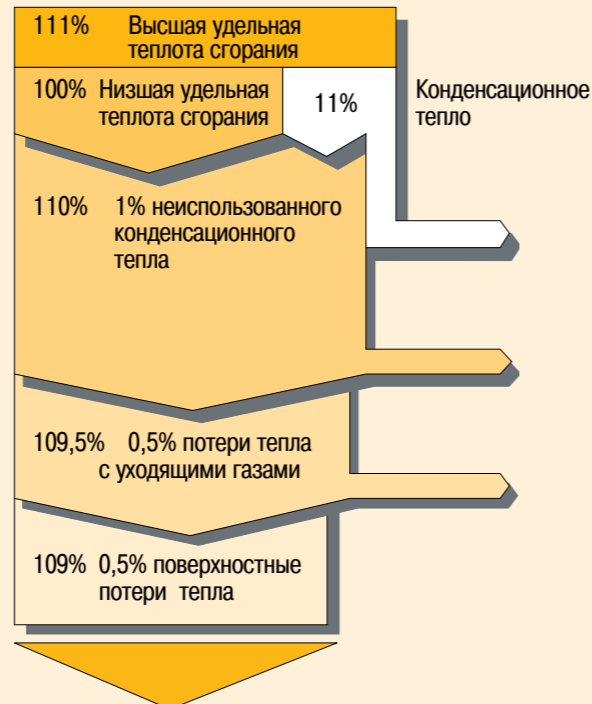 111% Высшая удельная
теплота сгорания
100% Низшая удельная
теплота сгорания
11%
Конденсационное
тепло
110% 1% неиспользованного
конденсационного
тепла
109,5% 0,5% потери тепла
с уходящими газами
109% 0,5% поверхностные
потери тепла